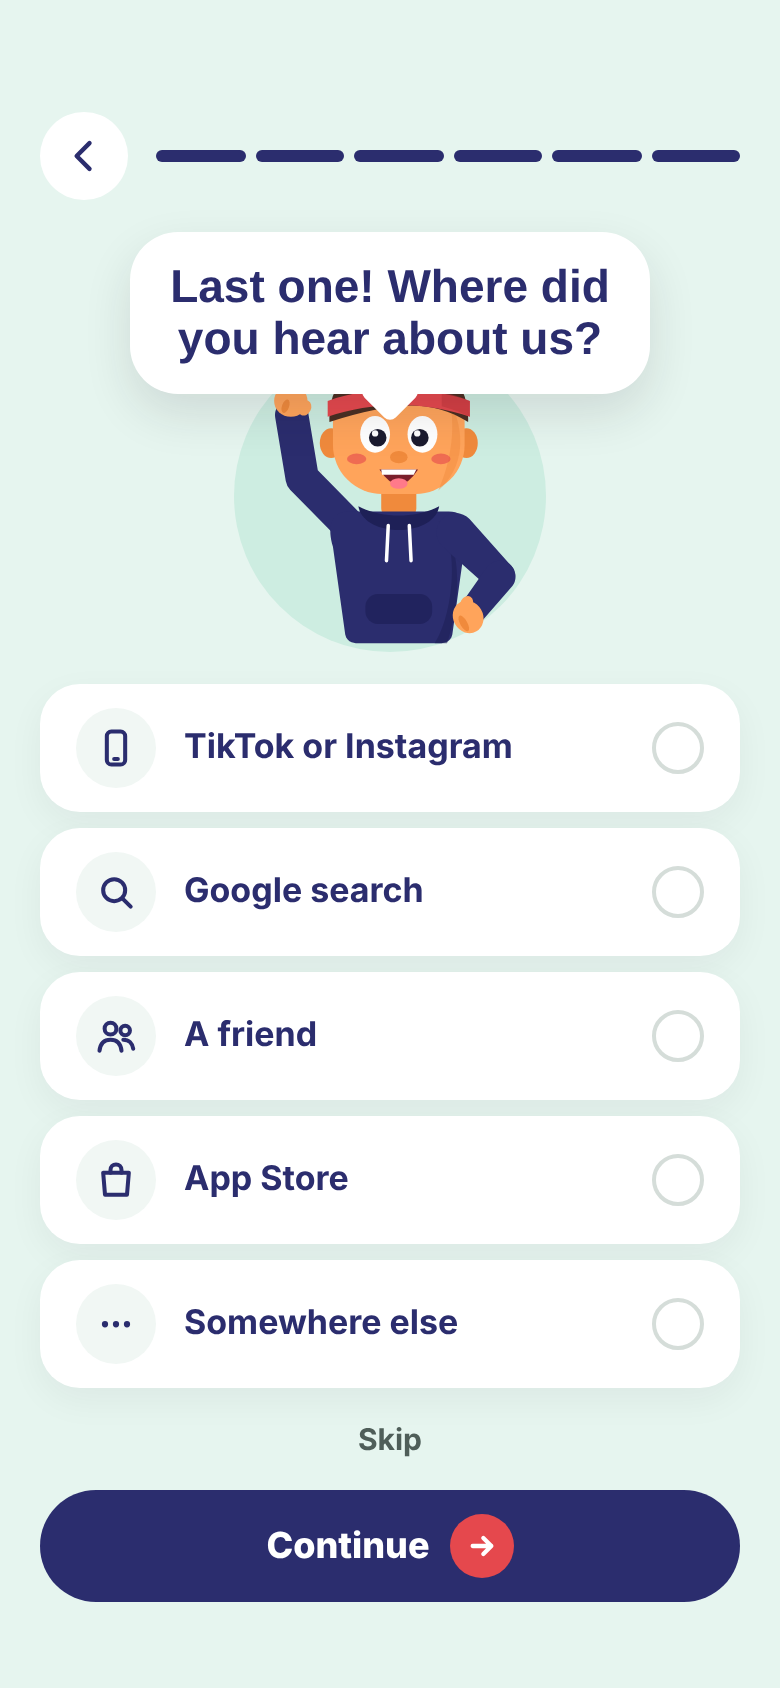 Last one! Where did
you hear about us?
TikTok or Instagram
Google search
A friend
App Store
Somewhere else
Skip
Continue